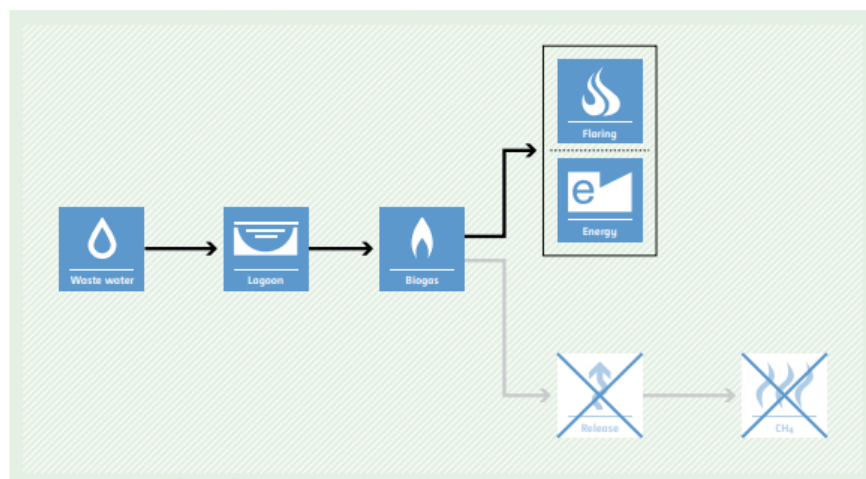 Flaring
e
Energy
Waste water
Lagoon
Biogas
Release
CH₄